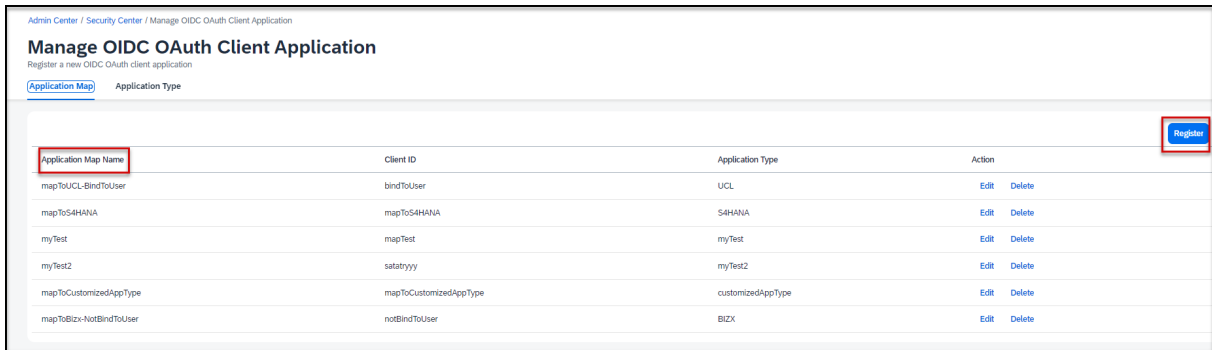 Admin Center / Security Center / Manage OIDC OAuth Client Application
Manage OIDC OAuth Client Application
Register a new OIDC OAuth client application
Application Map Application Type
Register
Application Map Name Client ID Application Type Action
mapToUCL-BindToUser bindToUser UCL Edit Delete
mapToS4HANA mapToS4HANA S4HANA Edit Delete
myTest mapTest myTest Edit Delete
myTest2 satatryyy myTest2 Edit Delete
mapToCustomizedAppType mapToCustomizedAppType customizedAppType Edit Delete
mapToBizx-NotBindToUser notBindToUser BIZX Edit Delete